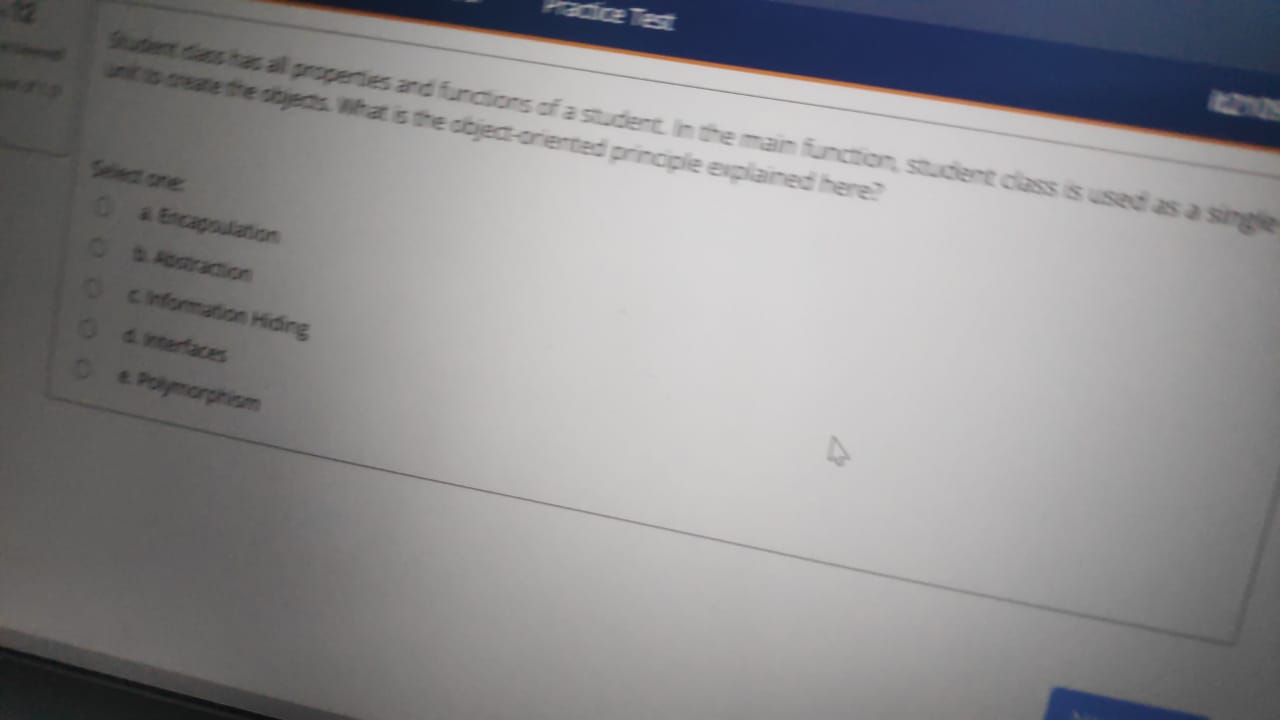 Practice Test
Student class has all properties and functions of a student. In the main function, student class is used as a single
unit to create the objects. What is the object-oriented principle explained here?
Select one:
a. Encapsulation
b. Abstraction
c. Information Hiding
d. Interfaces
e. Polymorphism